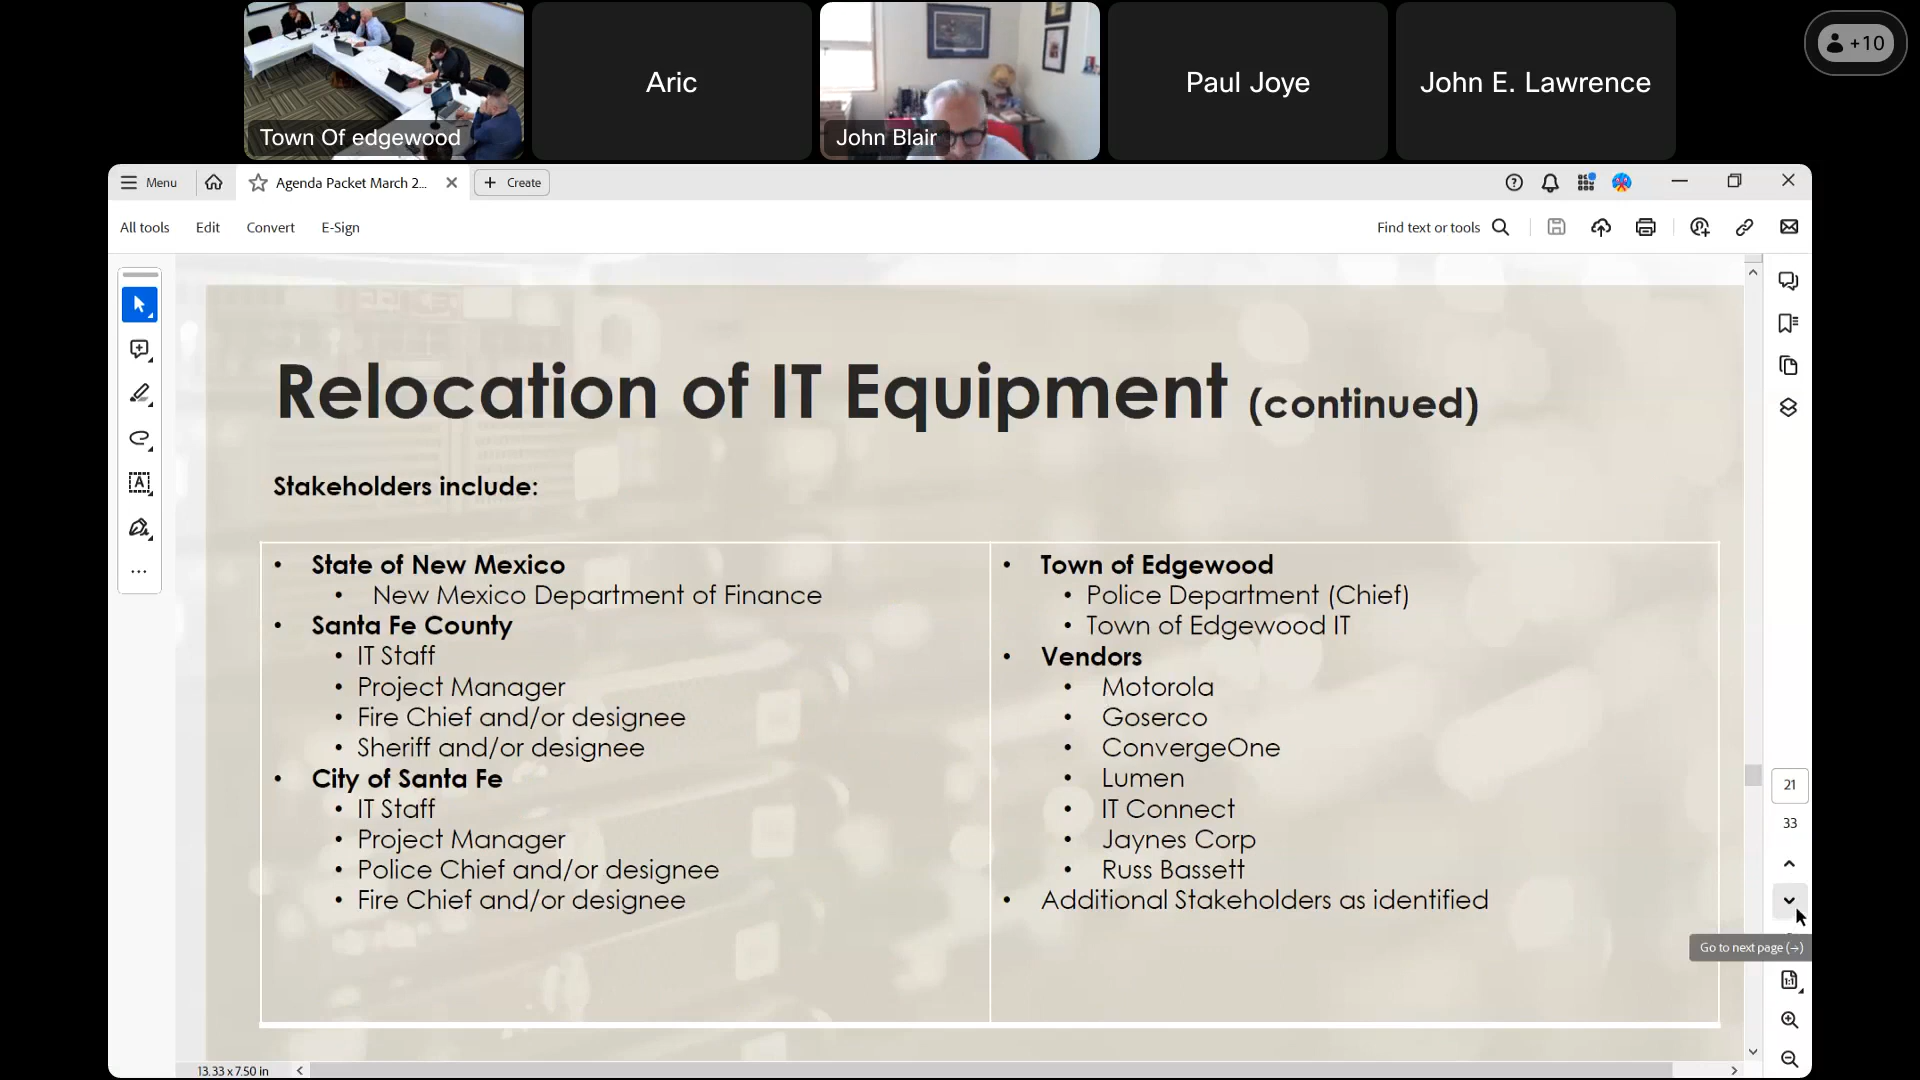 Town Of edgewood
Aric
John Blair
Paul Joye
John E. Lawrence
+10
Menu
Agenda Packet March 2...
Create
All tools
Edit
Convert
E-Sign
Find text or tools
Relocation of IT Equipment (continued)
Stakeholders include:
• State of New Mexico
• New Mexico Department of Finance
• Santa Fe County
• IT Staff
• Project Manager
• Fire Chief and/or designee
• Sheriff and/or designee
• City of Santa Fe
• IT Staff
• Project Manager
• Police Chief and/or designee
• Fire Chief and/or designee
• Town of Edgewood
• Police Department (Chief)
• Town of Edgewood IT
• Vendors
• Motorola
• Goserco
• ConvergeOne
• Lumen
• IT Connect
• Jaynes Corp
• Russ Bassett
• Additional Stakeholders as identified
21
33
Go to next page (→)
13.33 x 7.50 in